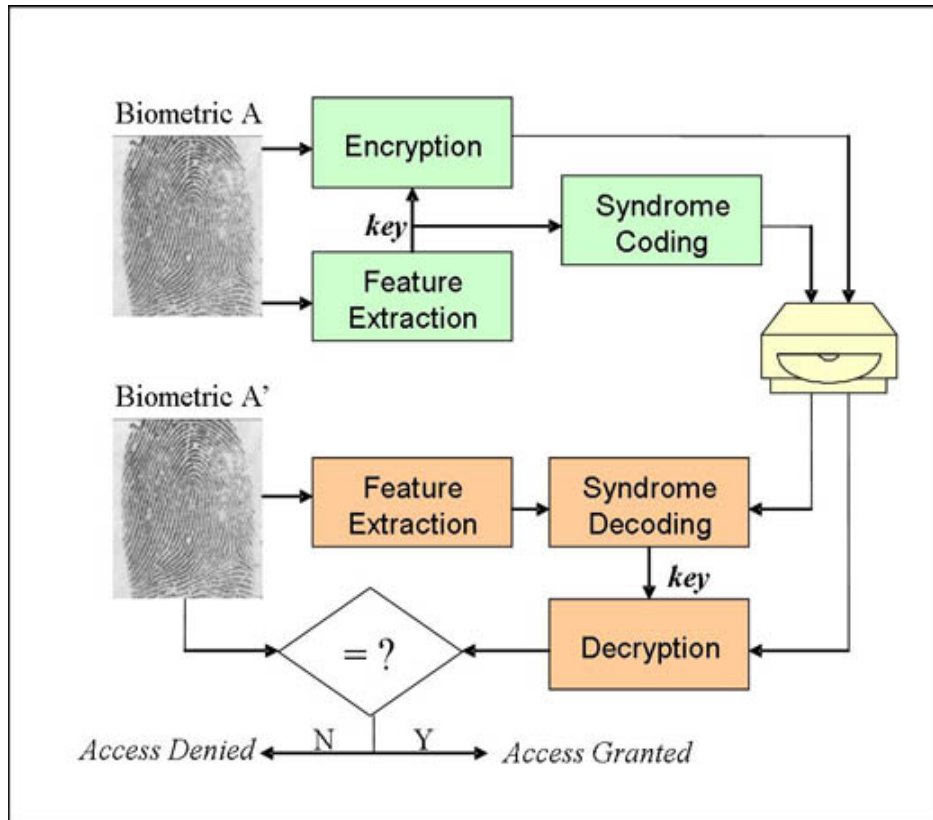 Biometric A
Encryption
key
Syndrome
Coding
Feature
Extraction
Biometric A’
Feature
Extraction
Syndrome
Decoding
key
= ?
Decryption
N
Y
Access Denied
Access Granted